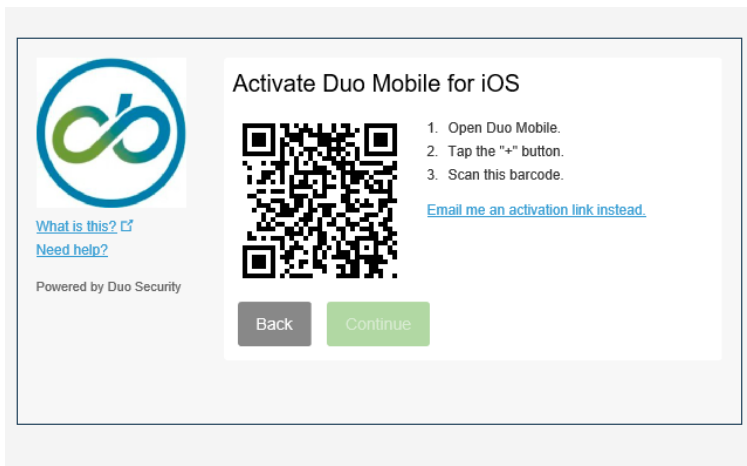 Activate Duo Mobile for iOS
1. Open Duo Mobile.
2. Tap the "+" button.
3. Scan this barcode.
Email me an activation link instead.
What is this?
Need help?
Powered by Duo Security
Back
Continue